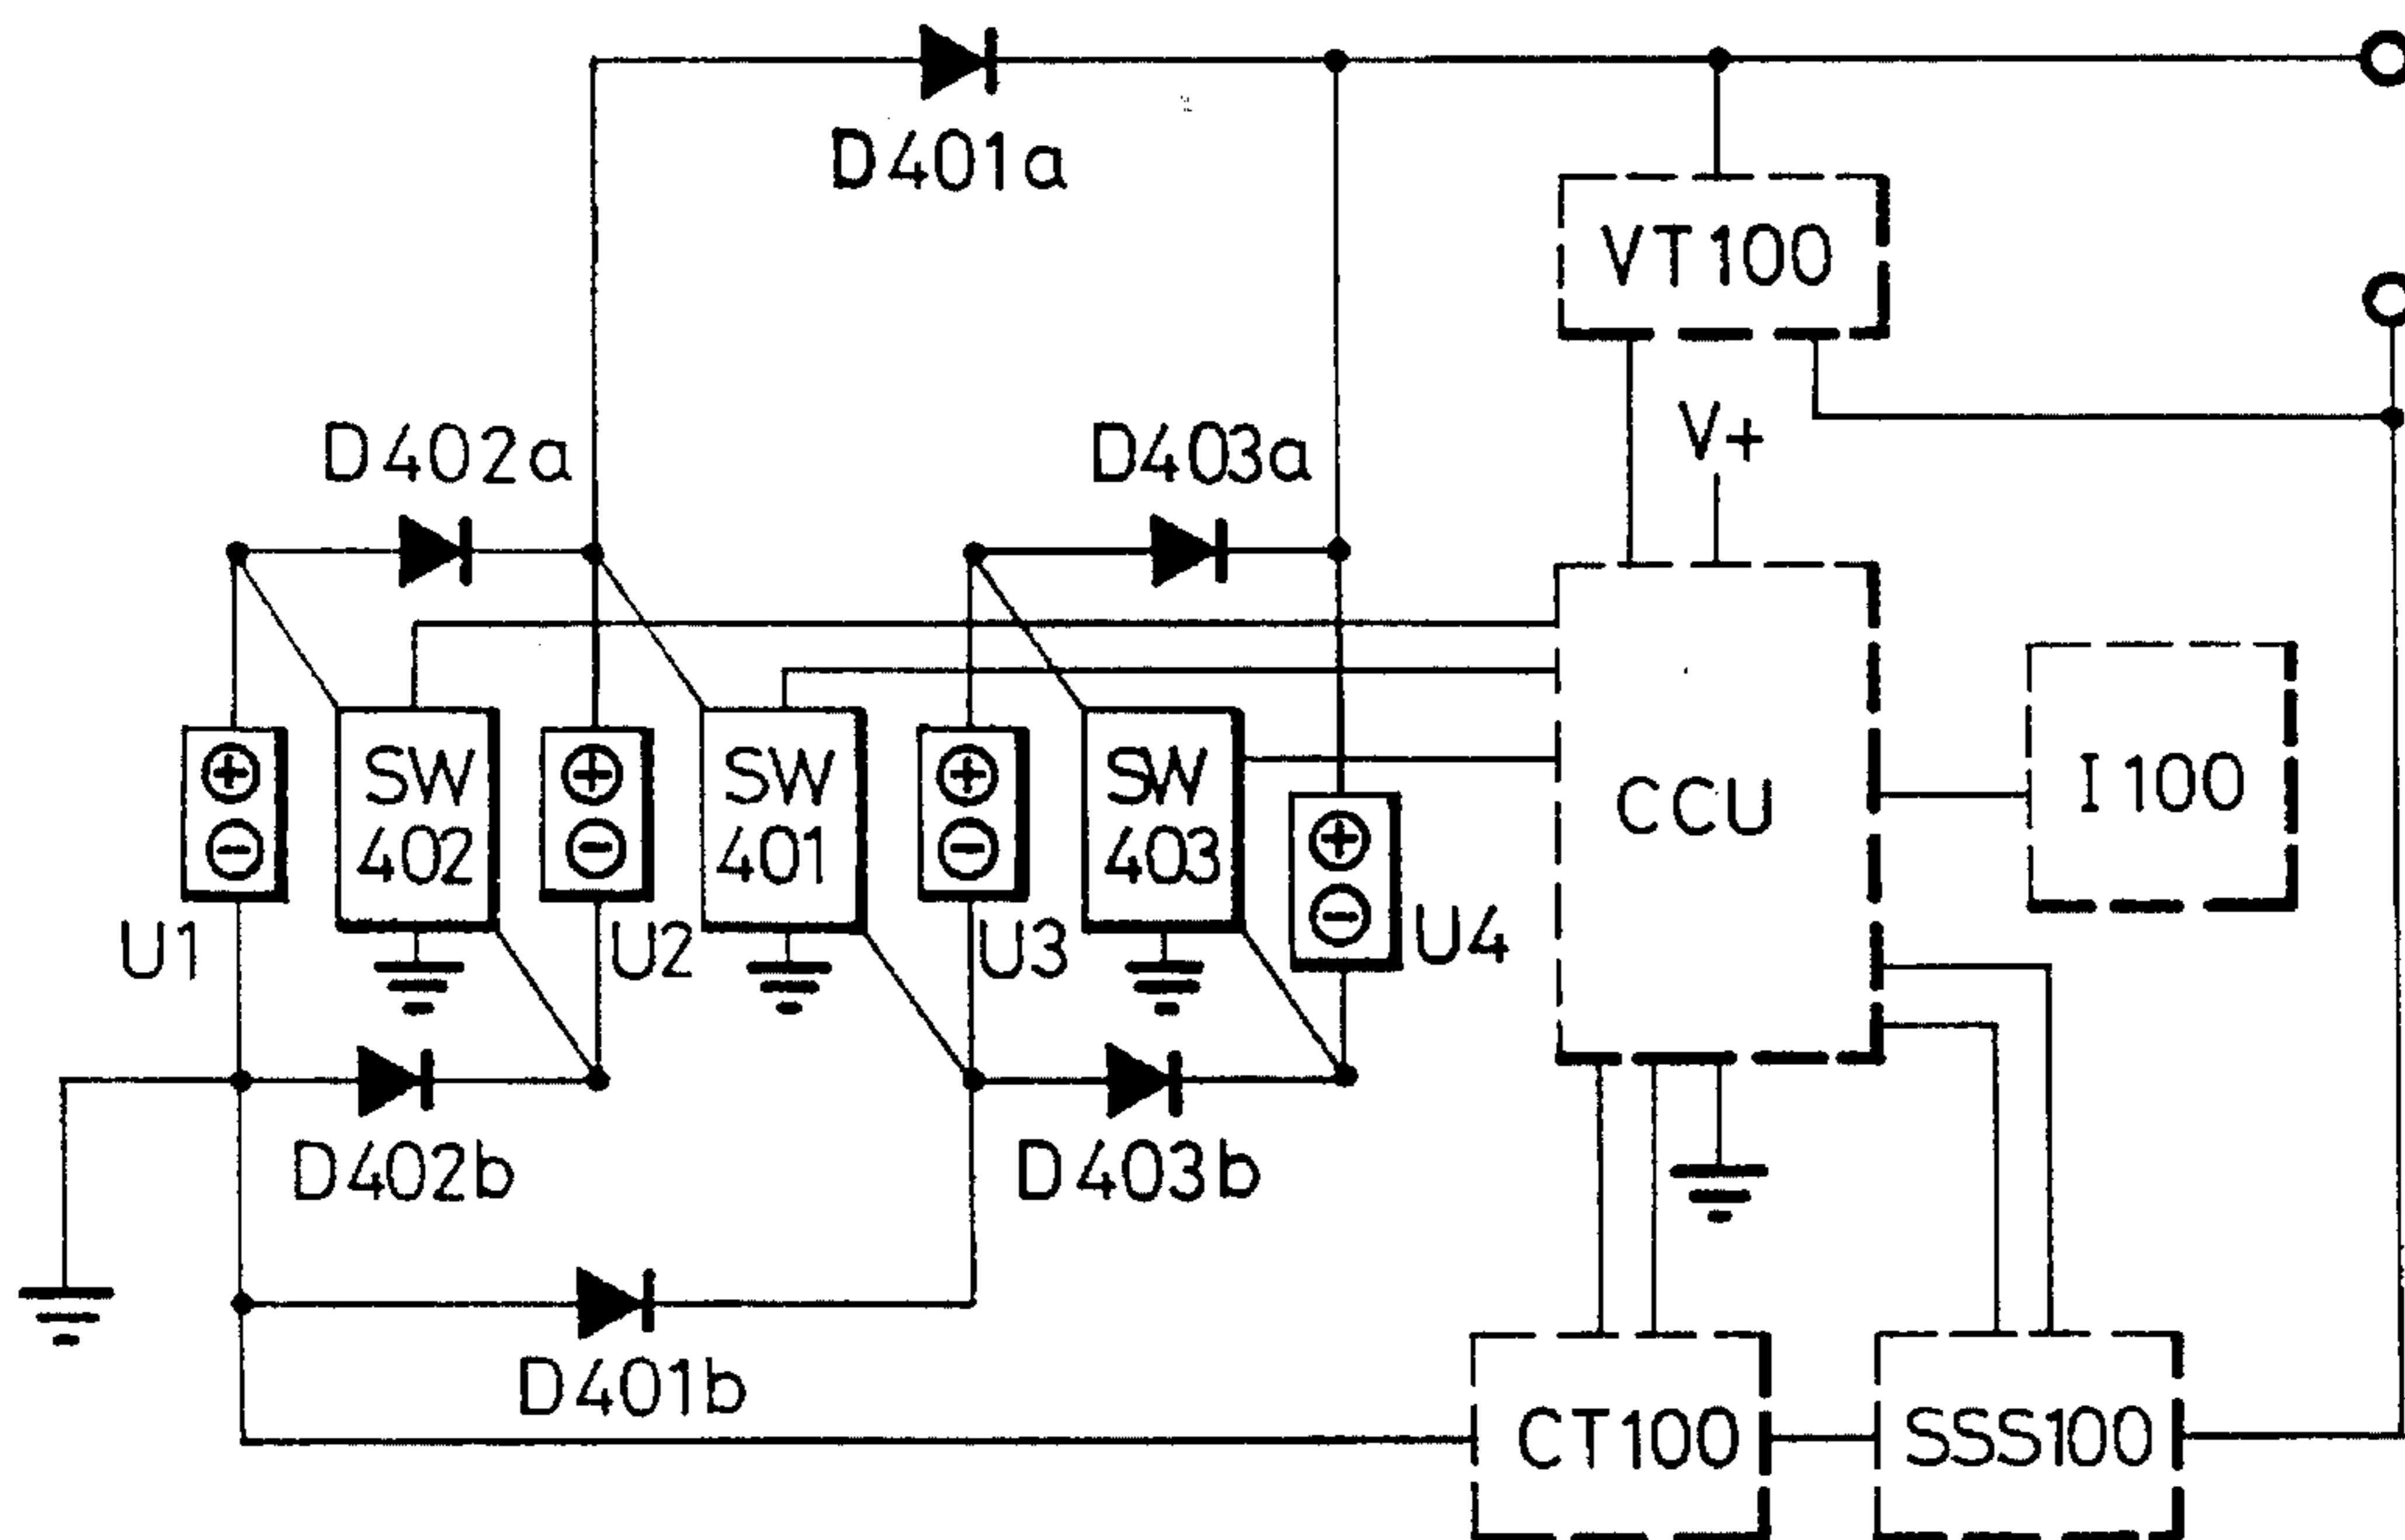 D401a
VT100
V+
D402a
D403a
SW
402
SW
401
SW
403
CCU
I100
U1
U2
U3
U4
D402b
D403b
D401b
CT100
SSS100